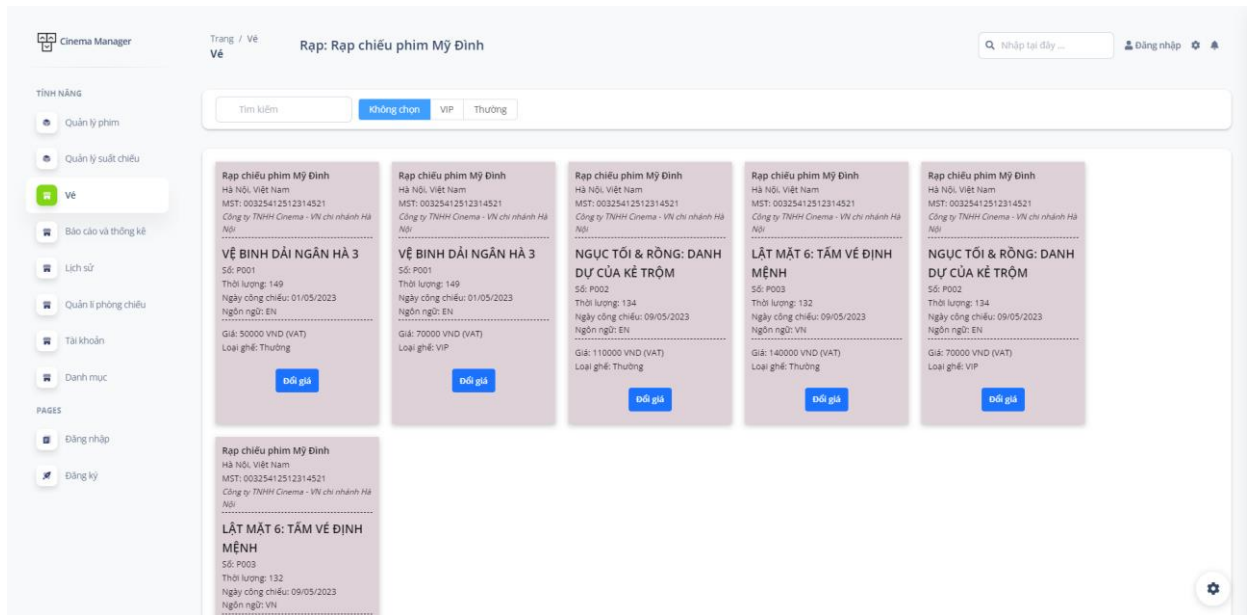 Cinema Manager
Trang / Vé
Vé
Rạp: Rạp chiếu phim Mỹ Đình
Nhập tại đây ...
Đăng nhập
TÍNH NĂNG
Quản lý phim
Quản lý suất chiếu
Vé
Báo cáo và thống kê
Lịch sử
Quản lí phòng chiếu
Tài khoản
Danh mục
PAGES
Đăng nhập
Đăng ký
Tìm kiếm
Không chọn
VIP
Thường
Rạp chiếu phim Mỹ Đình
Hà Nội, Việt Nam
MST: 00325412512314521
Công ty TNHH Cinema - VN chi nhánh Hà
Nội
VỆ BINH DẢI NGÂN HÀ 3
Số: P001
Thời lượng: 149
Ngày công chiếu: 01/05/2023
Ngôn ngữ: EN
Giá: 50000 VND (VAT)
Loại ghế: Thường
Đổi giá
Rạp chiếu phim Mỹ Đình
Hà Nội, Việt Nam
MST: 00325412512314521
Công ty TNHH Cinema - VN chi nhánh Hà
Nội
VỆ BINH DẢI NGÂN HÀ 3
Số: P001
Thời lượng: 149
Ngày công chiếu: 01/05/2023
Ngôn ngữ: EN
Giá: 70000 VND (VAT)
Loại ghế: VIP
Đổi giá
Rạp chiếu phim Mỹ Đình
Hà Nội, Việt Nam
MST: 00325412512314521
Công ty TNHH Cinema - VN chi nhánh Hà
Nội
NGỤC TỐI & RỒNG: DANH
DỰ CỦA KẺ TRỘM
Số: P002
Thời lượng: 134
Ngày công chiếu: 09/05/2023
Ngôn ngữ: EN
Giá: 110000 VND (VAT)
Loại ghế: Thường
Đổi giá
Rạp chiếu phim Mỹ Đình
Hà Nội, Việt Nam
MST: 00325412512314521
Công ty TNHH Cinema - VN chi nhánh Hà
Nội
LẬT MẶT 6: TẤM VÉ ĐỊNH
MỆNH
Số: P003
Thời lượng: 132
Ngày công chiếu: 09/05/2023
Ngôn ngữ: VN
Giá: 140000 VND (VAT)
Loại ghế: Thường
Đổi giá
Rạp chiếu phim Mỹ Đình
Hà Nội, Việt Nam
MST: 00325412512314521
Công ty TNHH Cinema - VN chi nhánh Hà
Nội
NGỤC TỐI & RỒNG: DANH
DỰ CỦA KẺ TRỘM
Số: P002
Thời lượng: 134
Ngày công chiếu: 09/05/2023
Ngôn ngữ: EN
Giá: 70000 VND (VAT)
Loại ghế: VIP
Đổi giá
Rạp chiếu phim Mỹ Đình
Hà Nội, Việt Nam
MST: 00325412512314521
Công ty TNHH Cinema - VN chi nhánh Hà
Nội
LẬT MẶT 6: TẤM VÉ ĐỊNH
MỆNH
Số: P003
Thời lượng: 132
Ngày công chiếu: 09/05/2023
Ngôn ngữ: VN